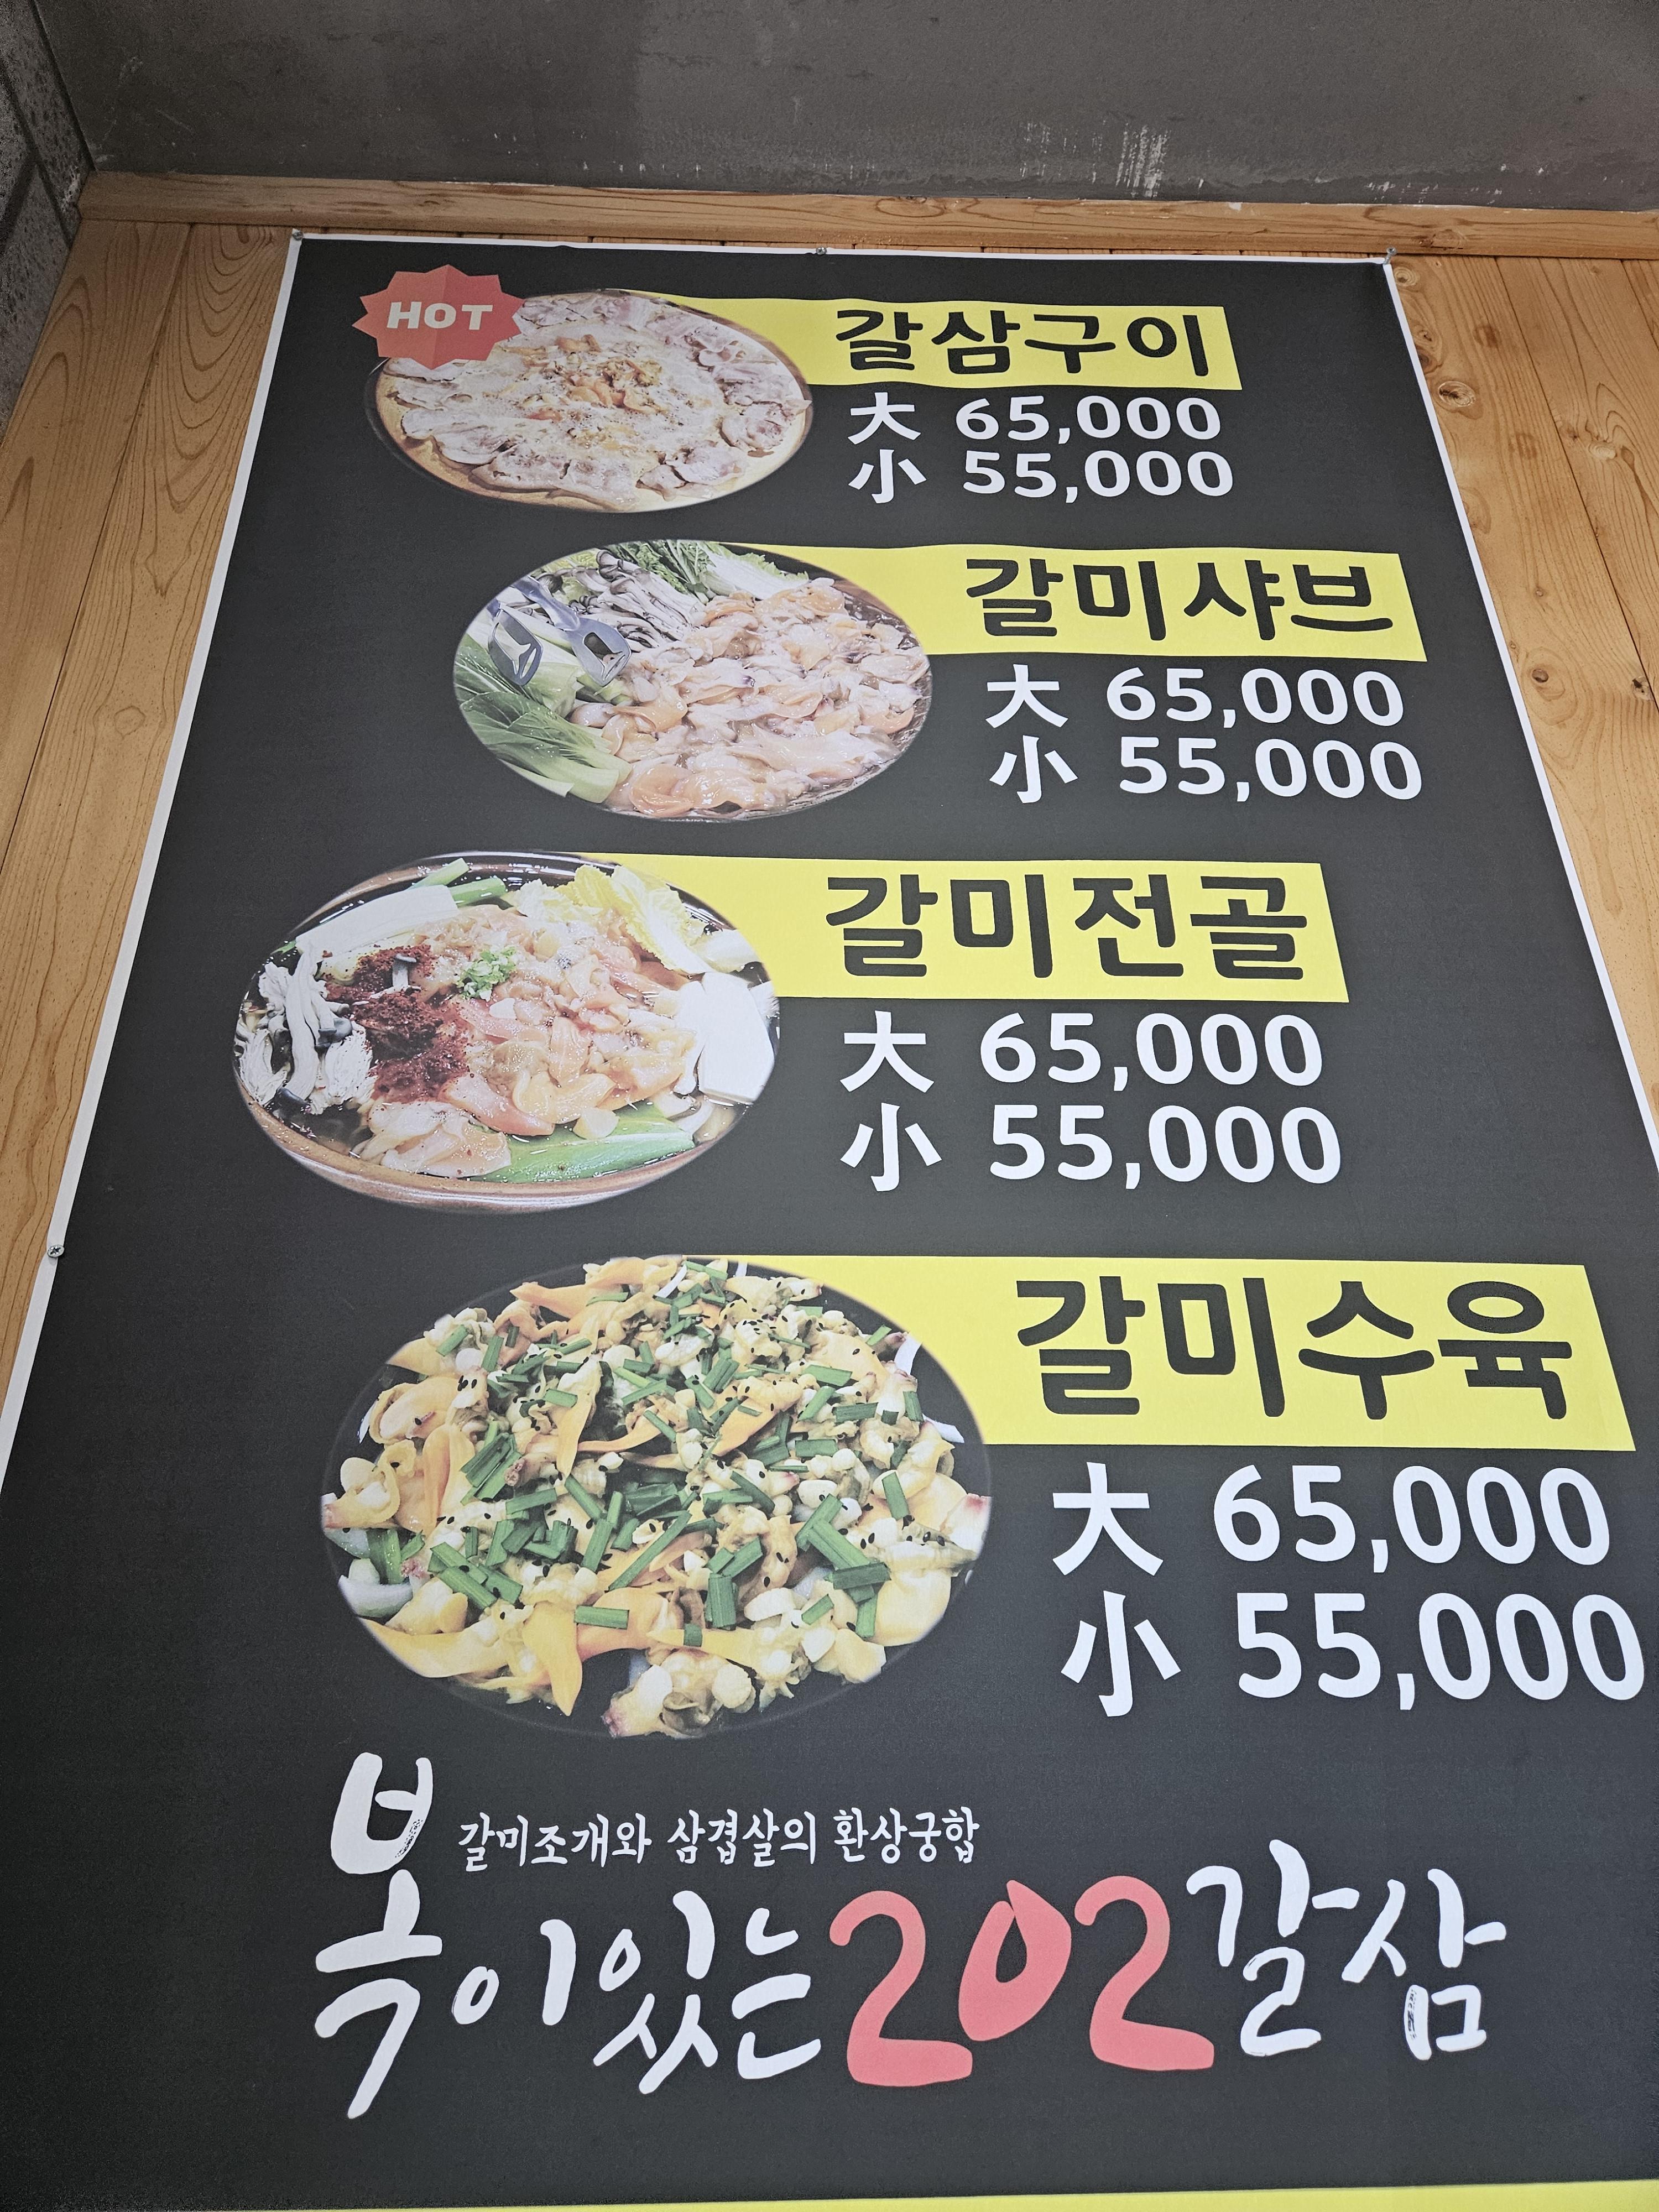 HOT
갈삼구이
大 65,000
小 55,000
갈미샤브
大 65,000
小 55,000
갈미전골
大 65,000
小 55,000
갈미수육
大 65,000
小 55,000
갈미조개와 삼겹살의 환상궁합
복이있는202갈삼